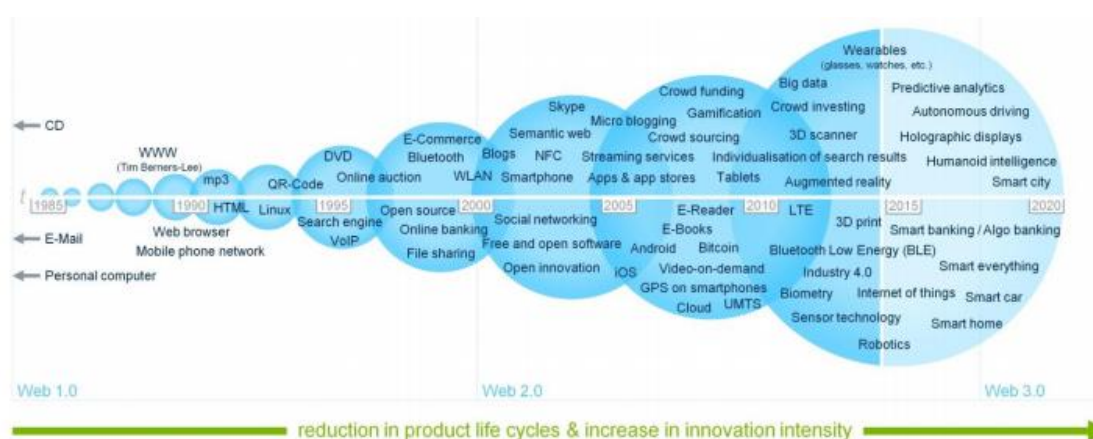 Wearables
(glasses, watches, etc.)
Big data
Predictive analytics
Crowd funding
Skype
Gamification
Crowd investing
Autonomous driving
Micro blogging
CD
E-Commerce
Semantic web
Crowd sourcing
3D scanner
Holographic displays
WWW
(Tim Berners-Lee)
DVD
Bluetooth
Blogs
NFC
Streaming services
Individualisation of search results
Humanoid intelligence
mp3
QR-Code
Online auction
WLAN
Smartphone
Apps & app stores
Tablets
Augmented reality
Smart city
t
1985
1990
1995
2000
2005
2010
2015
2020
HTML
Linux
Open source
E-Reader
LTE
Search engine
Social networking
3D print
E-Mail
Web browser
VoIP
Online banking
E-Books
Smart banking / Algo banking
Mobile phone network
File sharing
Free and open software
Android
Bitcoin
Bluetooth Low Energy (BLE)
Personal computer
Open innovation
iOS
Video-on-demand
Industry 4.0
Smart everything
GPS on smartphones
Biometry
Internet of things
Smart car
Cloud
UMTS
Sensor technology
Smart home
Robotics
Web 1.0
Web 2.0
Web 3.0
reduction in product life cycles & increase in innovation intensity